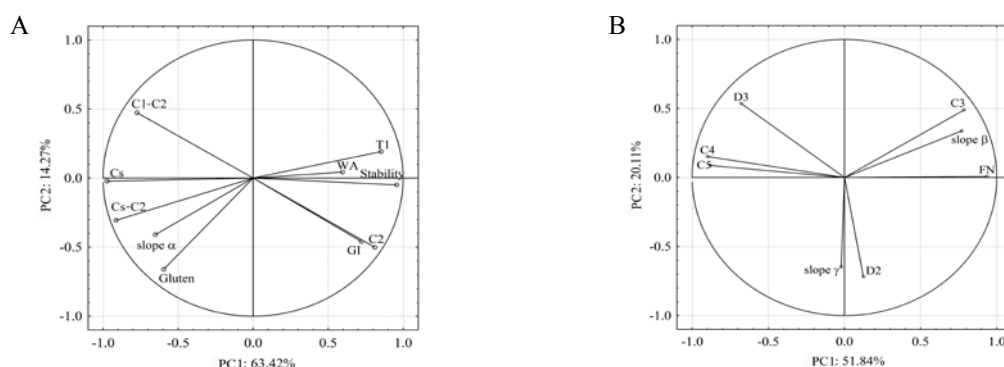 A
1.0
0.5
0.0
-0.5
-1.0
PC2: 14.27%
C1-C2
Cs
Cs-C2
slope α
Gluten
T1
WA
Stability
GI
C2
-1.0 -0.5 0.0 0.5 1.0
PC1: 63.42%
B
1.0
0.5
0.0
-0.5
-1.0
PC2: 20.11%
D3
C4
C5
C3
slope β
FN
slope γ
D2
-1.0 -0.5 0.0 0.5 1.0
PC1: 51.84%